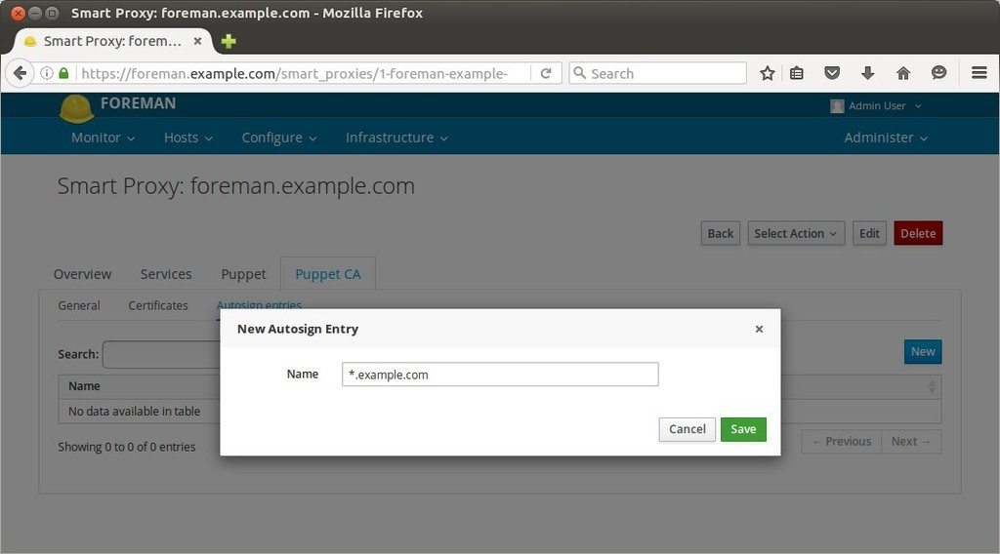 Smart Proxy: foreman.example.com - Mozilla Firefox
Smart Proxy: forem...
https://foreman.example.com/smart_proxies/1-foreman-example- Search
FOREMAN Admin User
Monitor Hosts Configure Infrastructure Administer
Smart Proxy: foreman.example.com
Back Select Action Edit Delete
Overview Services Puppet Puppet CA
General Certificates Autosign entries
New Autosign Entry ×
Search: New
Name *.example.com
Name
No data available in table
Cancel Save
Showing 0 to 0 of 0 entries ← Previous Next →